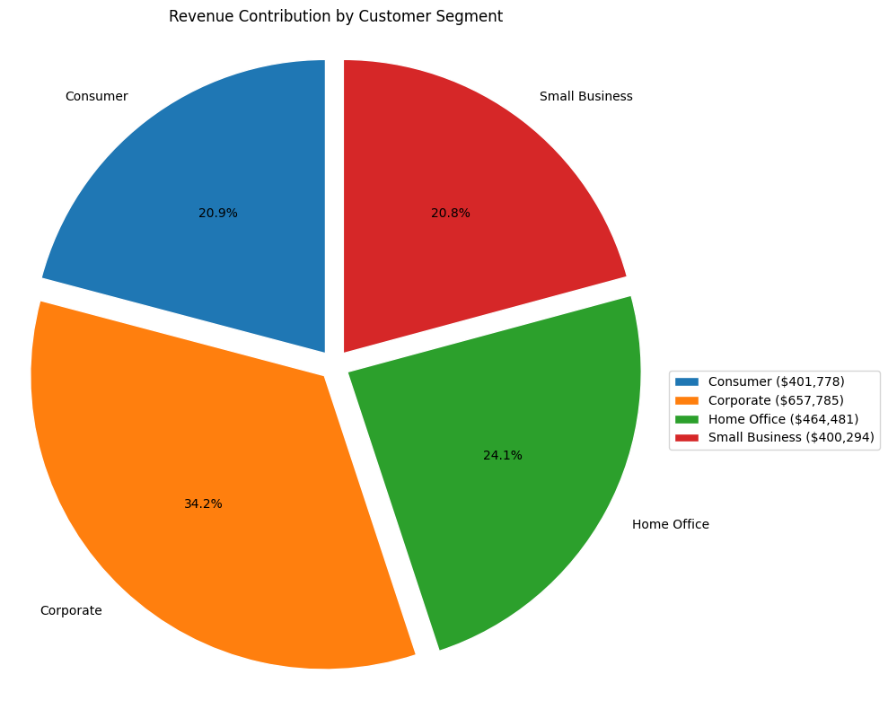 Revenue Contribution by Customer Segment
Consumer
Small Business
20.9%
20.8%
Consumer ($401,778)
Corporate ($657,785)
Home Office ($464,481)
Small Business ($400,294)
24.1%
34.2%
Home Office
Corporate